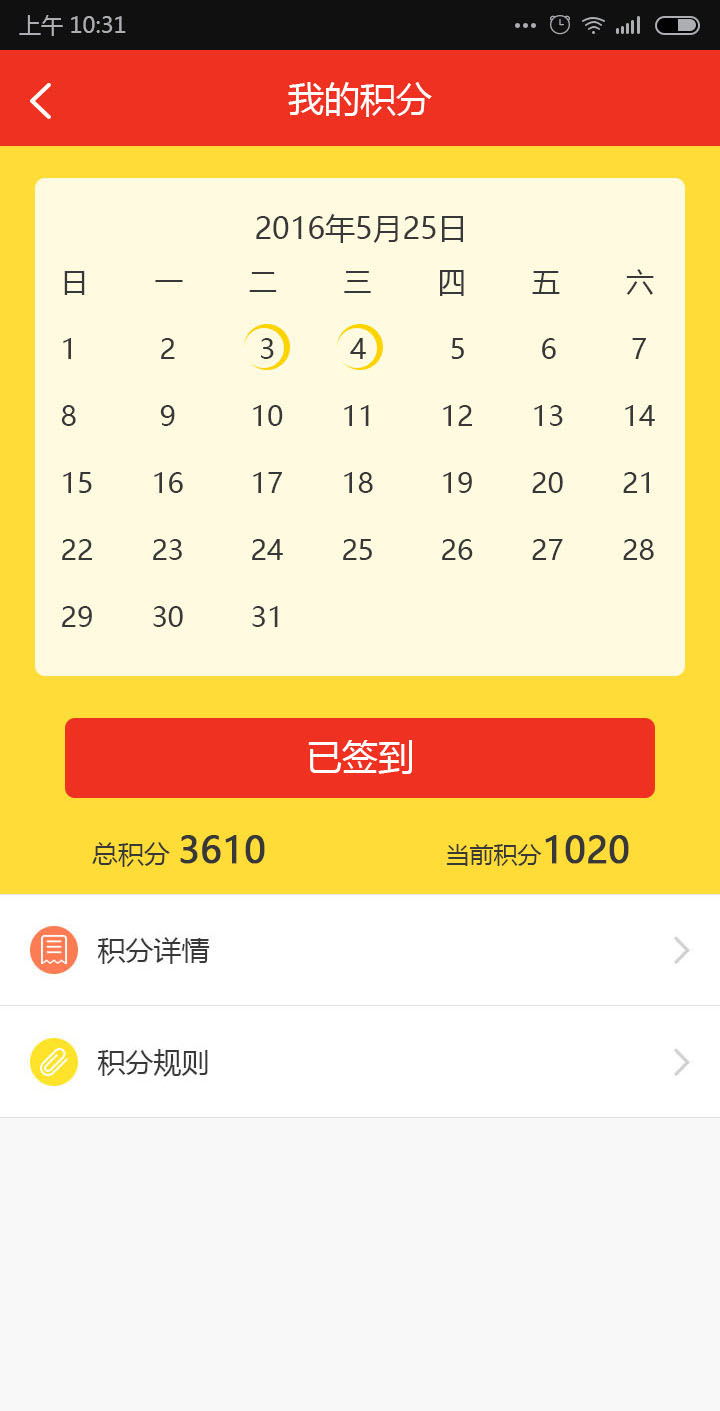 上午 10:31
我的积分
2016年5月25日
日 一 二 三 四 五 六
1 2 3 4 5 6 7
8 9 10 11 12 13 14
15 16 17 18 19 20 21
22 23 24 25 26 27 28
29 30 31
已签到
总积分 3610 当前积分1020
积分详情
积分规则